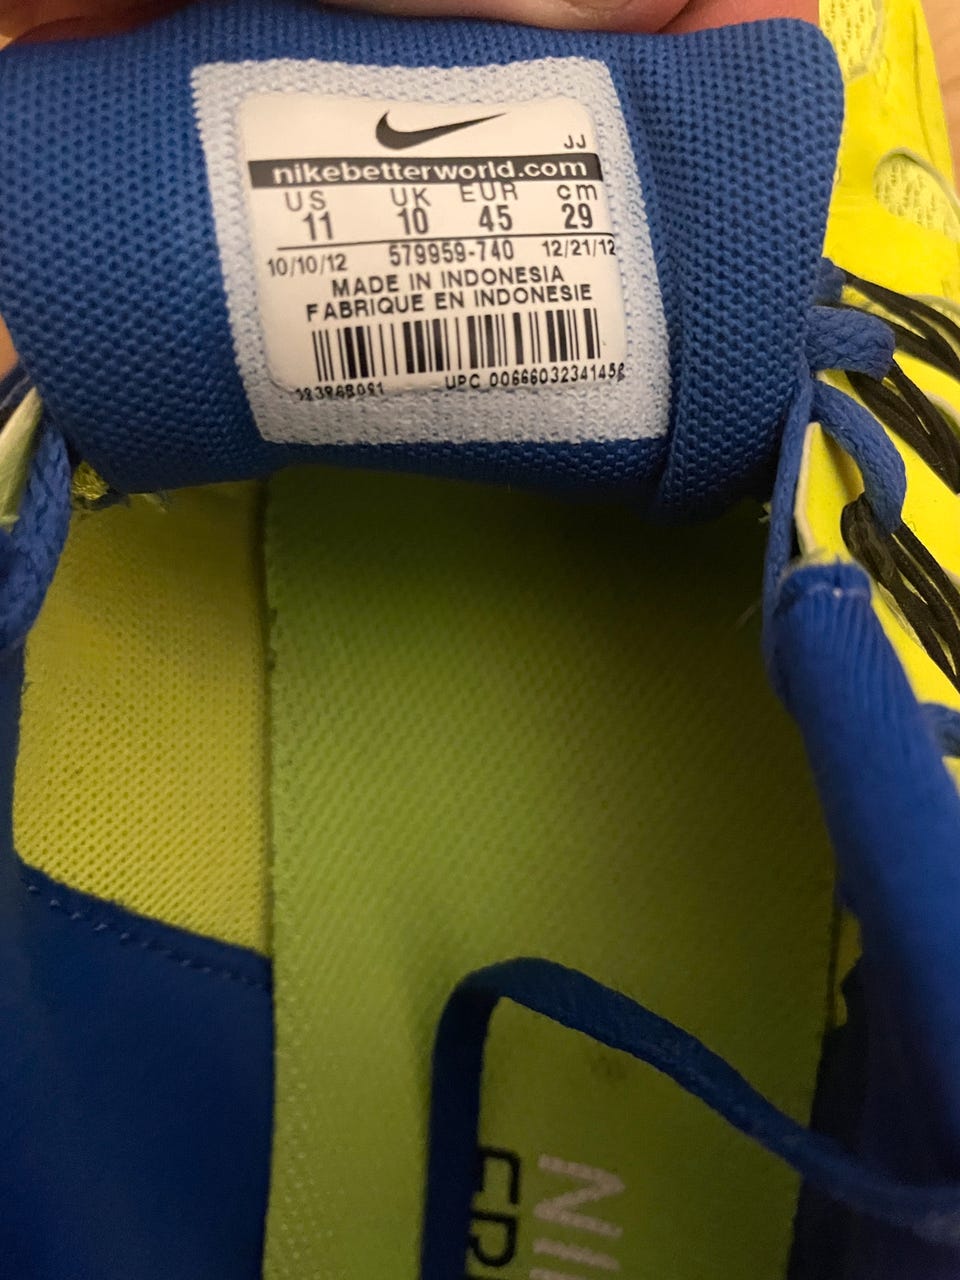 JJ
nikebetterworld.com
US UK EUR cm
11 10 45 29
10/10/12 579959-740 12/21/12
MADE IN INDONESIA
FABRIQUE EN INDONESIE
UPC